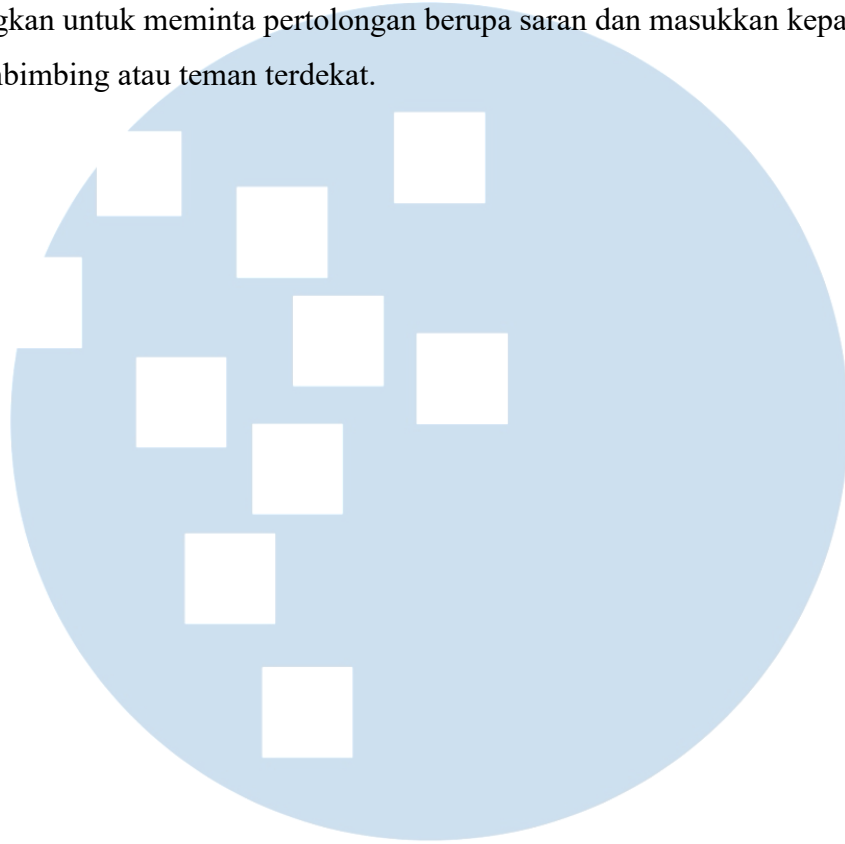 gkan untuk meminta pertolongan berupa saran dan masukkan kepa
bimbing atau teman terdekat.